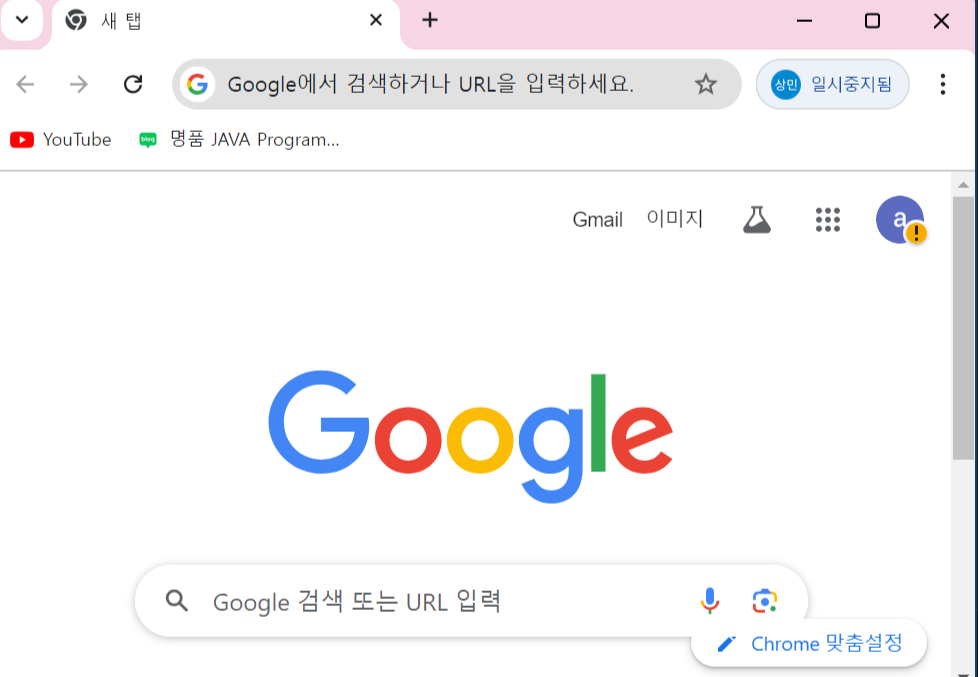 새 탭
Google에서 검색하거나 URL을 입력하세요.
상민 일시중지됨
YouTube blog 명품 JAVA Program...
Gmail 이미지 a !
Google
Google 검색 또는 URL 입력
Chrome 맞춤설정